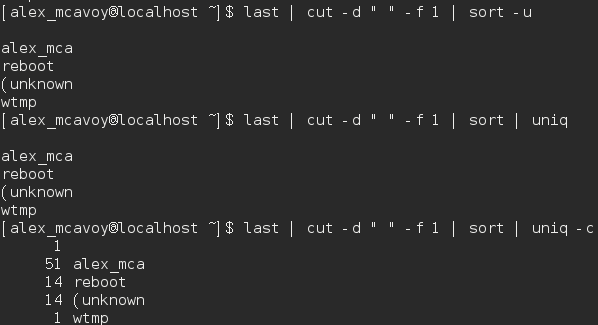 [alex_mcavoy@localhost ~]$ last | cut -d " " -f 1 | sort -u

alex_mca
reboot
(unknown
wtmp
[alex_mcavoy@localhost ~]$ last | cut -d " " -f 1 | sort | uniq

alex_mca
reboot
(unknown
wtmp
[alex_mcavoy@localhost ~]$ last | cut -d " " -f 1 | sort | uniq -c
      1
     51 alex_mca
     14 reboot
     14 (unknown
      1 wtmp